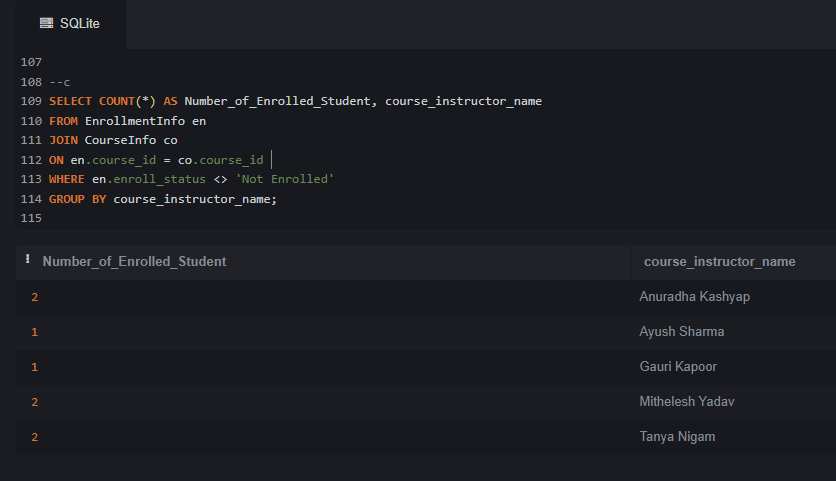 SQLite
107
108 --c
109 SELECT COUNT(*) AS Number_of_Enrolled_Student, course_instructor_name
110 FROM EnrollmentInfo en
111 JOIN CourseInfo co
112 ON en.course_id = co.course_id
113 WHERE en.enroll_status <> 'Not Enrolled'
114 GROUP BY course_instructor_name;
115
Number_of_Enrolled_Student course_instructor_name
2 Anuradha Kashyap
1 Ayush Sharma
1 Gauri Kapoor
2 Mithelesh Yadav
2 Tanya Nigam